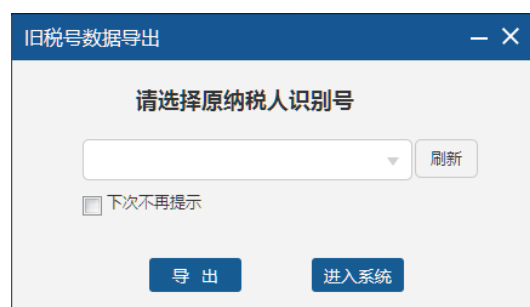 旧税号数据导出
请选择原纳税人识别号
刷新
下次不再提示
导 出 进入系统